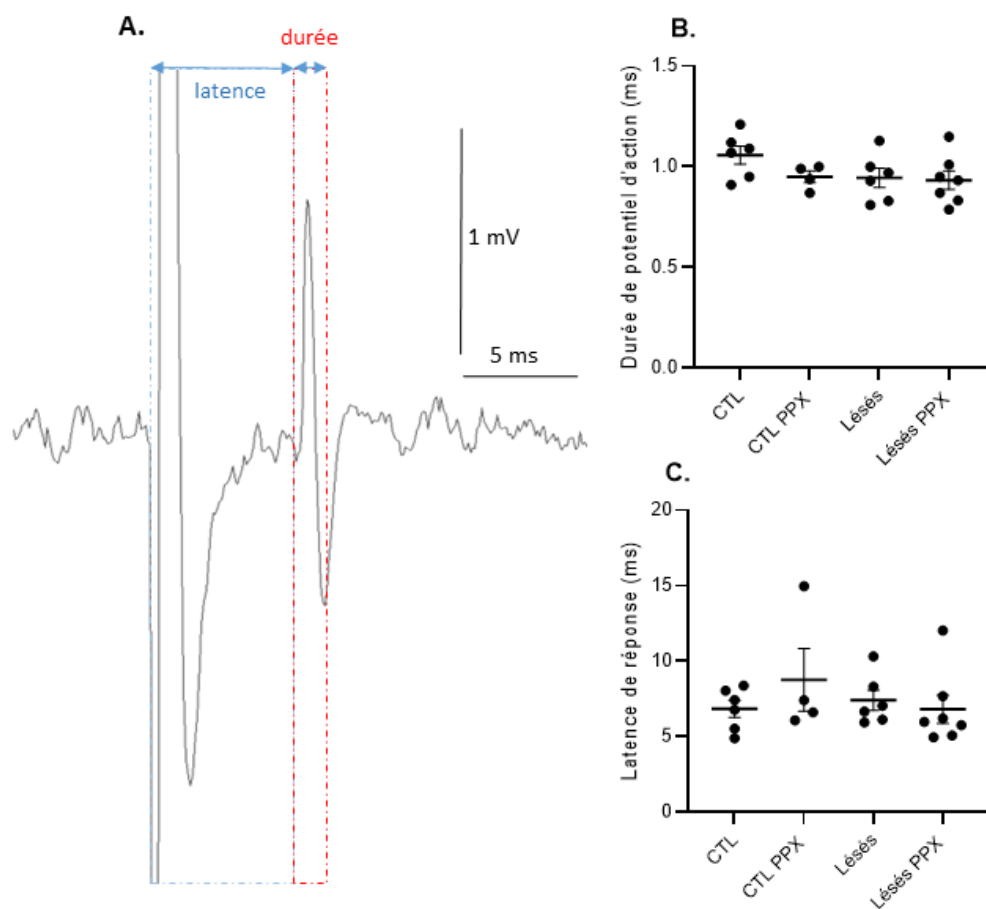 A.
durée
latence
1 mV
5 ms
B.
Durée de potentiel d'action (ms)
1.5
1.0
0.5
0.0
CTL
CTL PPX
Lésés
Lésés PPX
C.
Latence de réponse (ms)
20
15
10
5
0
CTL
CTL PPX
Lésés
Lésés PPX